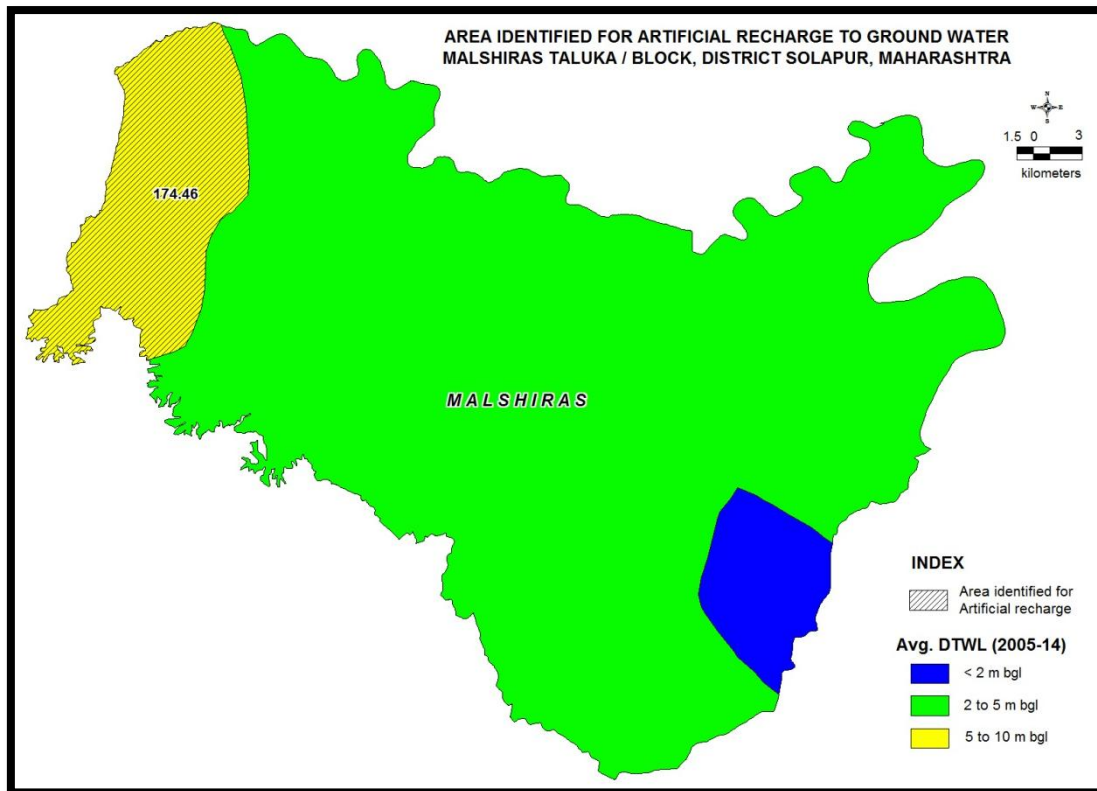 AREA IDENTIFIED FOR ARTIFICIAL RECHARGE TO GROUND WATER
MALSHIRAS TALUKA / BLOCK, DISTRICT SOLAPUR, MAHARASHTRA
N
W E
S
1.5 0 3
kilometers
174.46
MALSHIRAS
INDEX
Area identified for
Artificial recharge
Avg. DTWL (2005-14)
< 2 m bgl
2 to 5 m bgl
5 to 10 m bgl